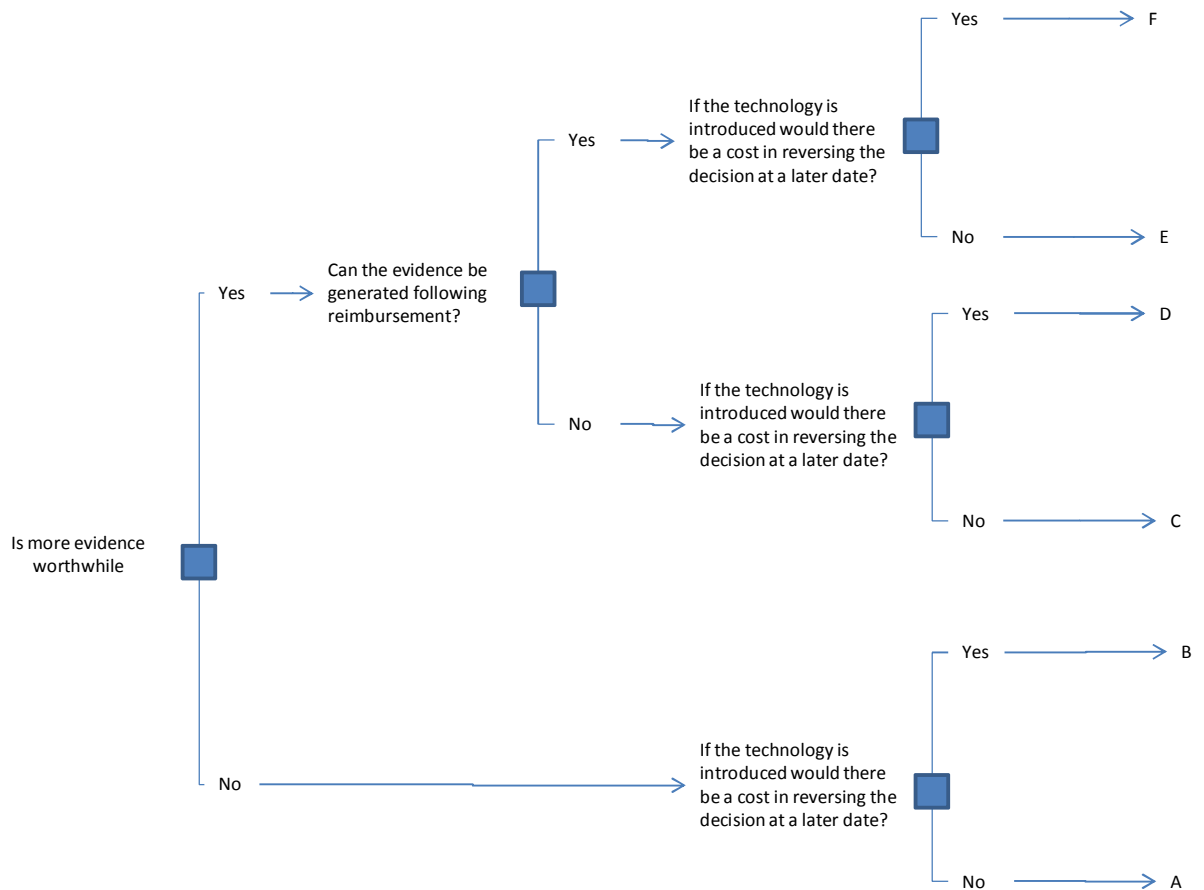 Yes
F
If the technology is
introduced would there
be a cost in reversing the
decision at a later date?
Yes
No
E
Can the evidence be
generated following
reimbursement?
Yes
Yes
D
If the technology is
introduced would there
be a cost in reversing the
decision at a later date?
No
No
C
Is more evidence
worthwhile
Yes
B
If the technology is
introduced would there
be a cost in reversing the
decision at a later date?
No
No
A